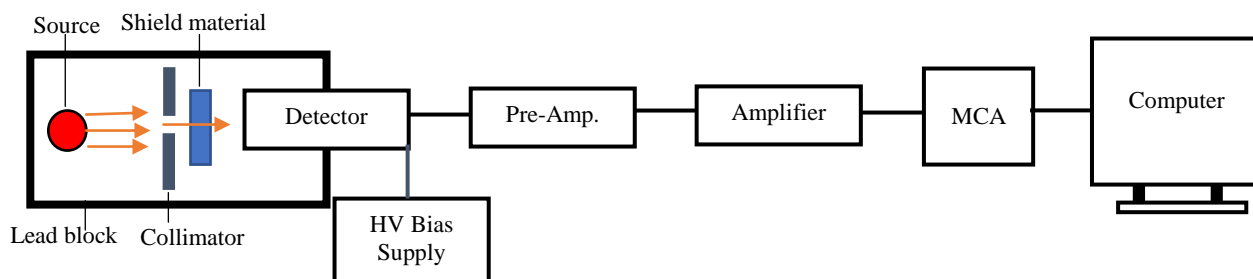 Source
Shield material
Detector
Pre-Amp.
Amplifier
MCA
Computer
HV Bias
Supply
Lead block
Collimator